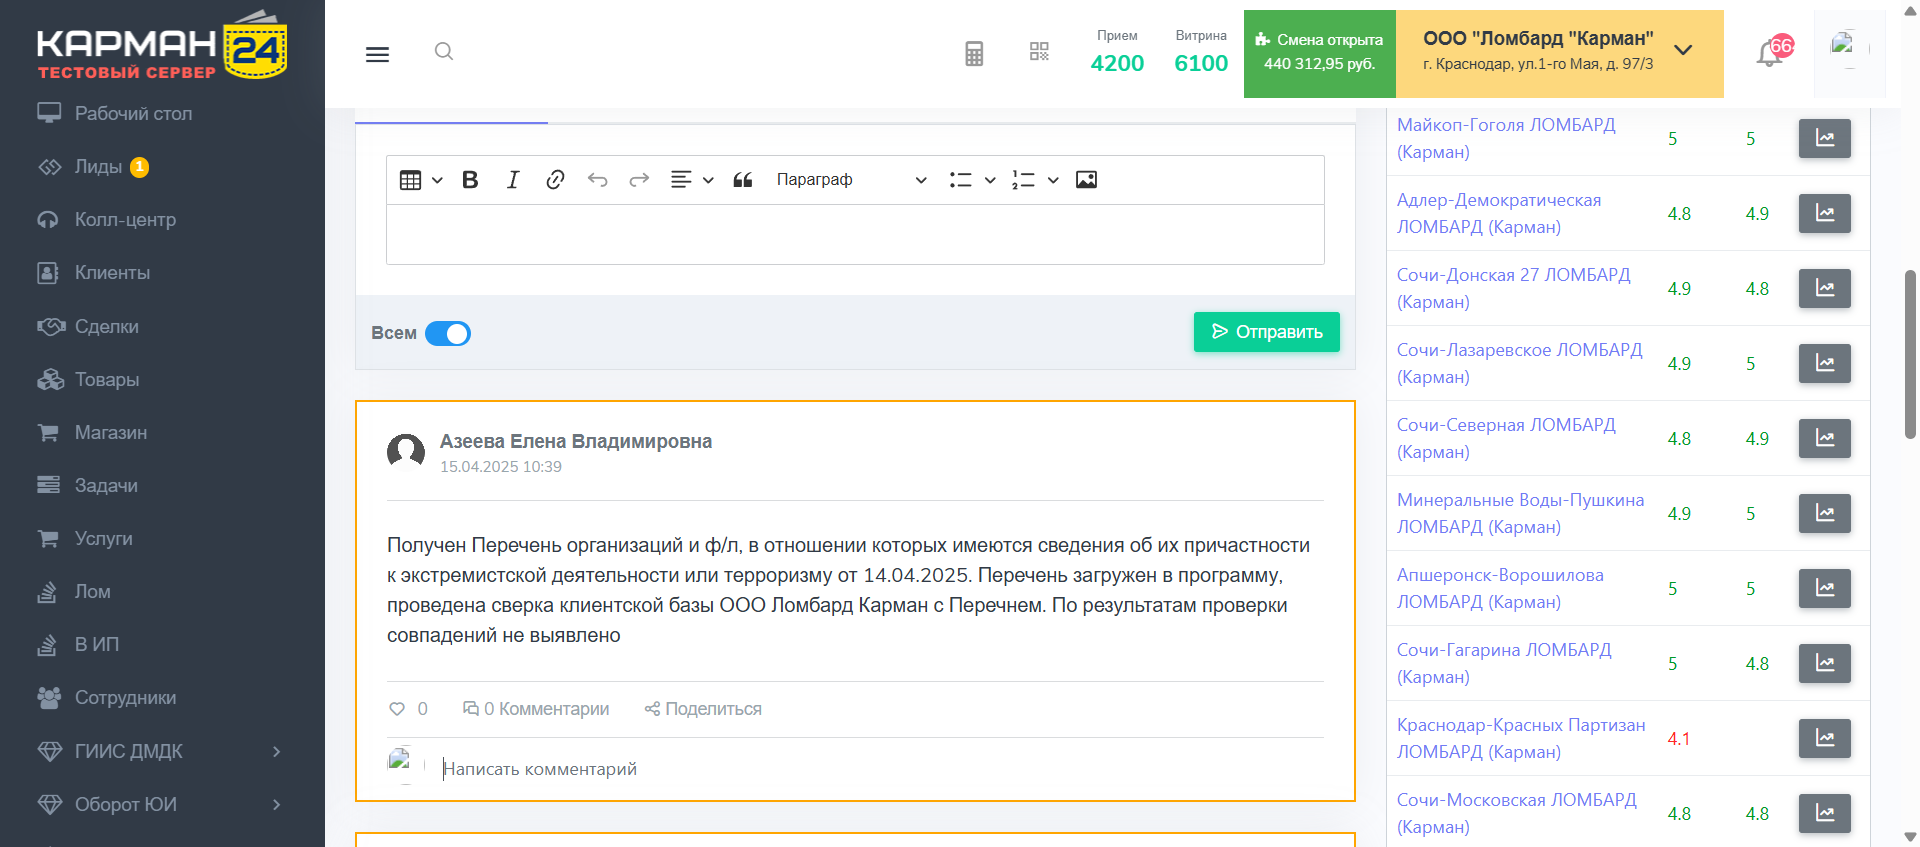 КАРМАН 24
ТЕСТОВЫЙ СЕРВЕР
Рабочий стол
Лиды 1
Колл-центр
Клиенты
Сделки
Товары
Магазин
Задачи
Услуги
Лом
В ИП
Сотрудники
ГИИС ДМДК
Оборот ЮИ
Прием
4200
Витрина
6100
Смена открыта
440 312,95 руб.
ООО "Ломбард "Карман"
г. Краснодар, ул.1-го Мая, д. 97/3
Параграф
Всем
Отправить
Азеева Елена Владимировна
15.04.2025 10:39
Получен Перечень организаций и ф/л, в отношении которых имеются сведения об их причастности
к экстремистской деятельности или терроризму от 14.04.2025. Перечень загружен в программу,
проведена сверка клиентской базы ООО Ломбард Карман с Перечнем. По результатам проверки
совпадений не выявлено
0
0 Комментарии
Поделиться
Написать комментарий
Майкоп-Гоголя ЛОМБАРД
(Карман)
5 5
Адлер-Демократическая
ЛОМБАРД (Карман)
4.8 4.9
Сочи-Донская 27 ЛОМБАРД
(Карман)
4.9 4.8
Сочи-Лазаревское ЛОМБАРД
(Карман)
4.9 5
Сочи-Северная ЛОМБАРД
(Карман)
4.8 4.9
Минеральные Воды-Пушкина
ЛОМБАРД (Карман)
4.9 5
Апшеронск-Ворошилова
ЛОМБАРД (Карман)
5 5
Сочи-Гагарина ЛОМБАРД
(Карман)
5 4.8
Краснодар-Красных Партизан
ЛОМБАРД (Карман)
4.1
Сочи-Московская ЛОМБАРД
(Карман)
4.8 4.8